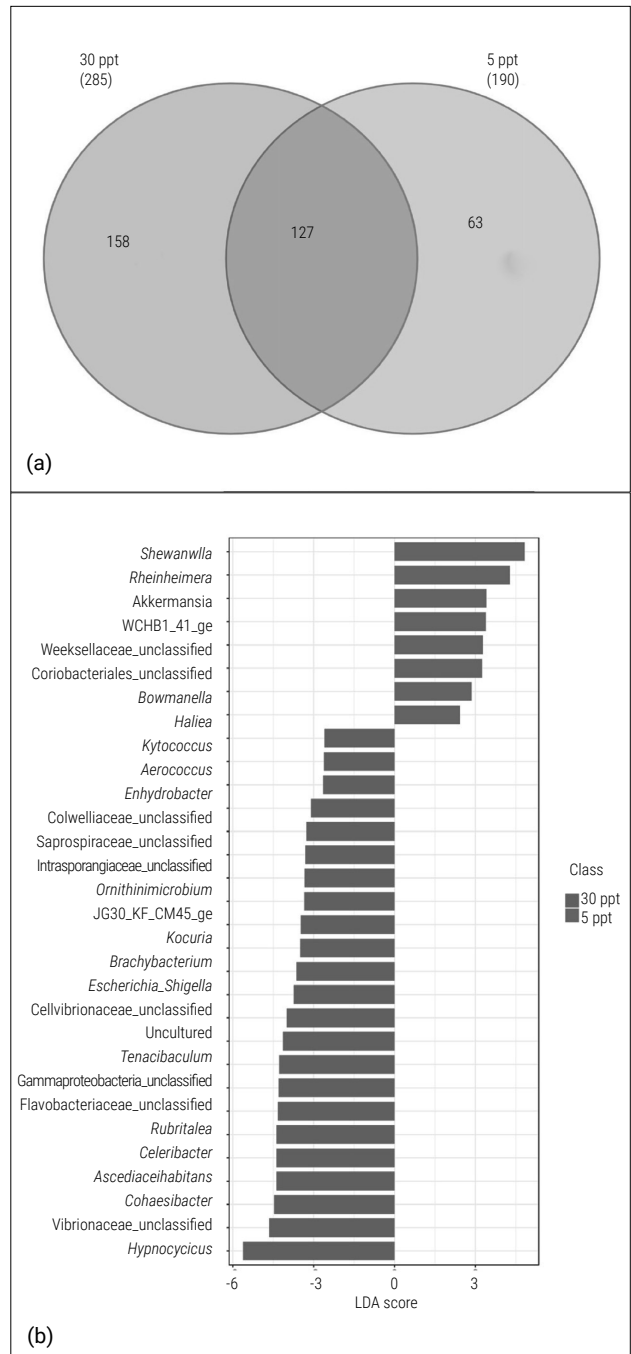 30 ppt
(285)
5 ppt
(190)
158
127
63
(a)
Shewanwlla
Rheinheimera
Akkermansia
WCHB1_41_ge
Weeksellaceae_unclassified
Coriobacteriales_unclassified
Bowmanella
Haliea
Kytococcus
Aerococcus
Enhydrobacter
Colwelliaceae_unclassified
Saprospiraceae_unclassified
Intrasporangiaceae_unclassified
Ornithinimicrobium
JG30_KF_CM45_ge
Kocuria
Brachybacterium
Escherichia_Shigella
Cellvibrionaceae_unclassified
Uncultured
Tenacibaculum
Gammaproteobacteria_unclassified
Flavobacteriaceae_unclassified
Rubritalea
Celeribacter
Ascediaceihabitans
Cohaesibacter
Vibrionaceae_unclassified
Hypnocycicus
Class
30 ppt
5 ppt
-6 -3 0 3
LDA score
(b)